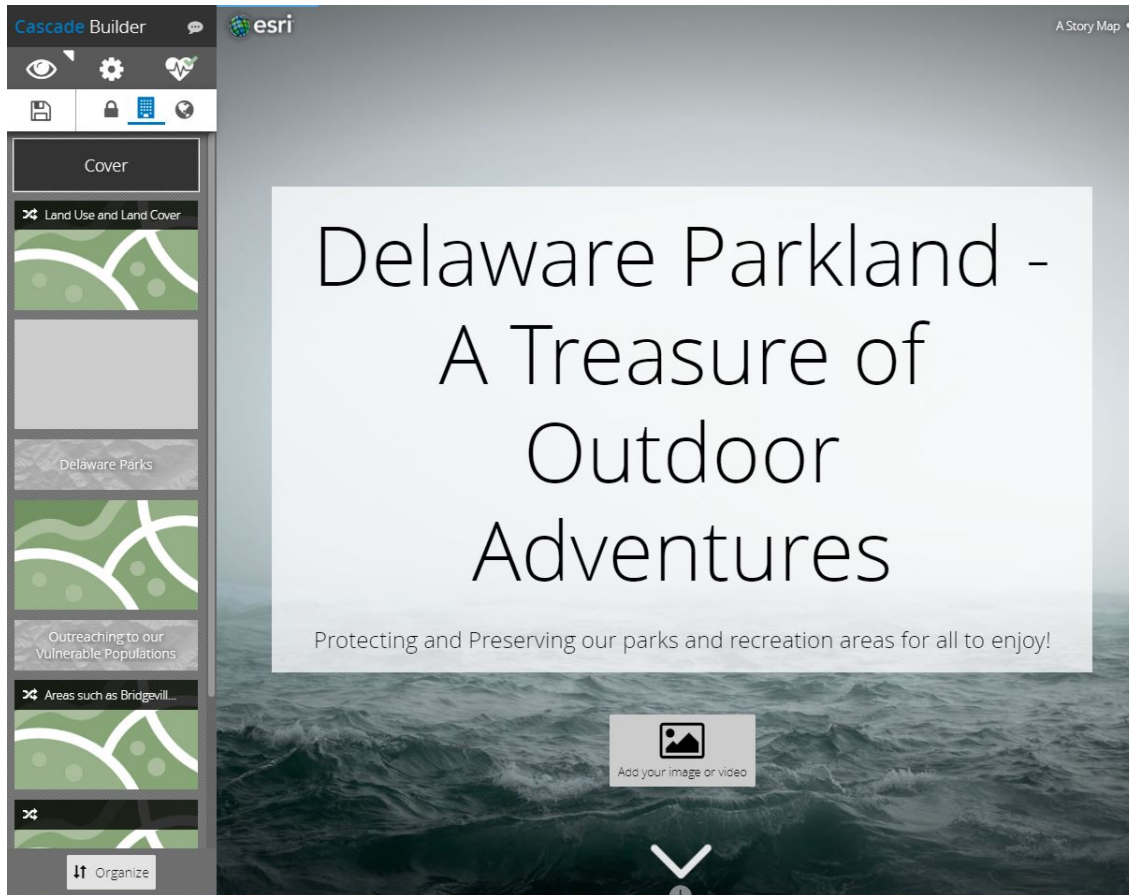 Cascade Builder
esri
A Story Map
Cover
Land Use and Land Cover
Delaware Parks
Outreaching to our
Vulnerable Populations
Areas such as Bridgevill...
Organize
Delaware Parkland -
A Treasure of
Outdoor
Adventures
Protecting and Preserving our parks and recreation areas for all to enjoy!
Add your image or video